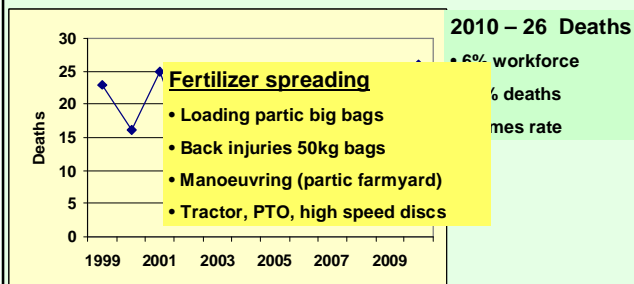 2010 – 26 Deaths
• 6% workforce
% deaths
mes rate
30
25
20
15
10
5
0
Deaths
1999 2001 2003 2005 2007 2009
Fertilizer spreading
• Loading partic big bags
• Back injuries 50kg bags
• Manoeuvring (partic farmyard)
• Tractor, PTO, high speed discs